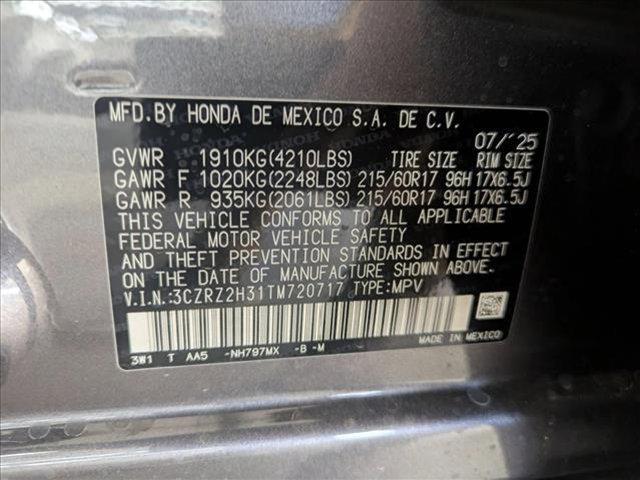 MFD.BY HONDA DE MEXICO S.A. DE C.V.
07/'25
GVWR 1910KG(4210LBS) TIRE SIZE RIM SIZE
GAWR F 1020KG(2248LBS) 215/60R17 96H 17X6.5J
GAWR R 935KG(2061LBS) 215/60R17 96H 17X6.5J
THIS VEHICLE CONFORMS TO ALL APPLICABLE
FEDERAL MOTOR VEHICLE SAFETY
AND THEFT PREVENTION STANDARDS IN EFFECT
ON THE DATE OF MANUFACTURE SHOWN ABOVE.
V.I.N.:3CZRZ2H31TM720717 TYPE:MPV
3W1 T AA5 -NH797MX -B -M
MADE IN MEXICO